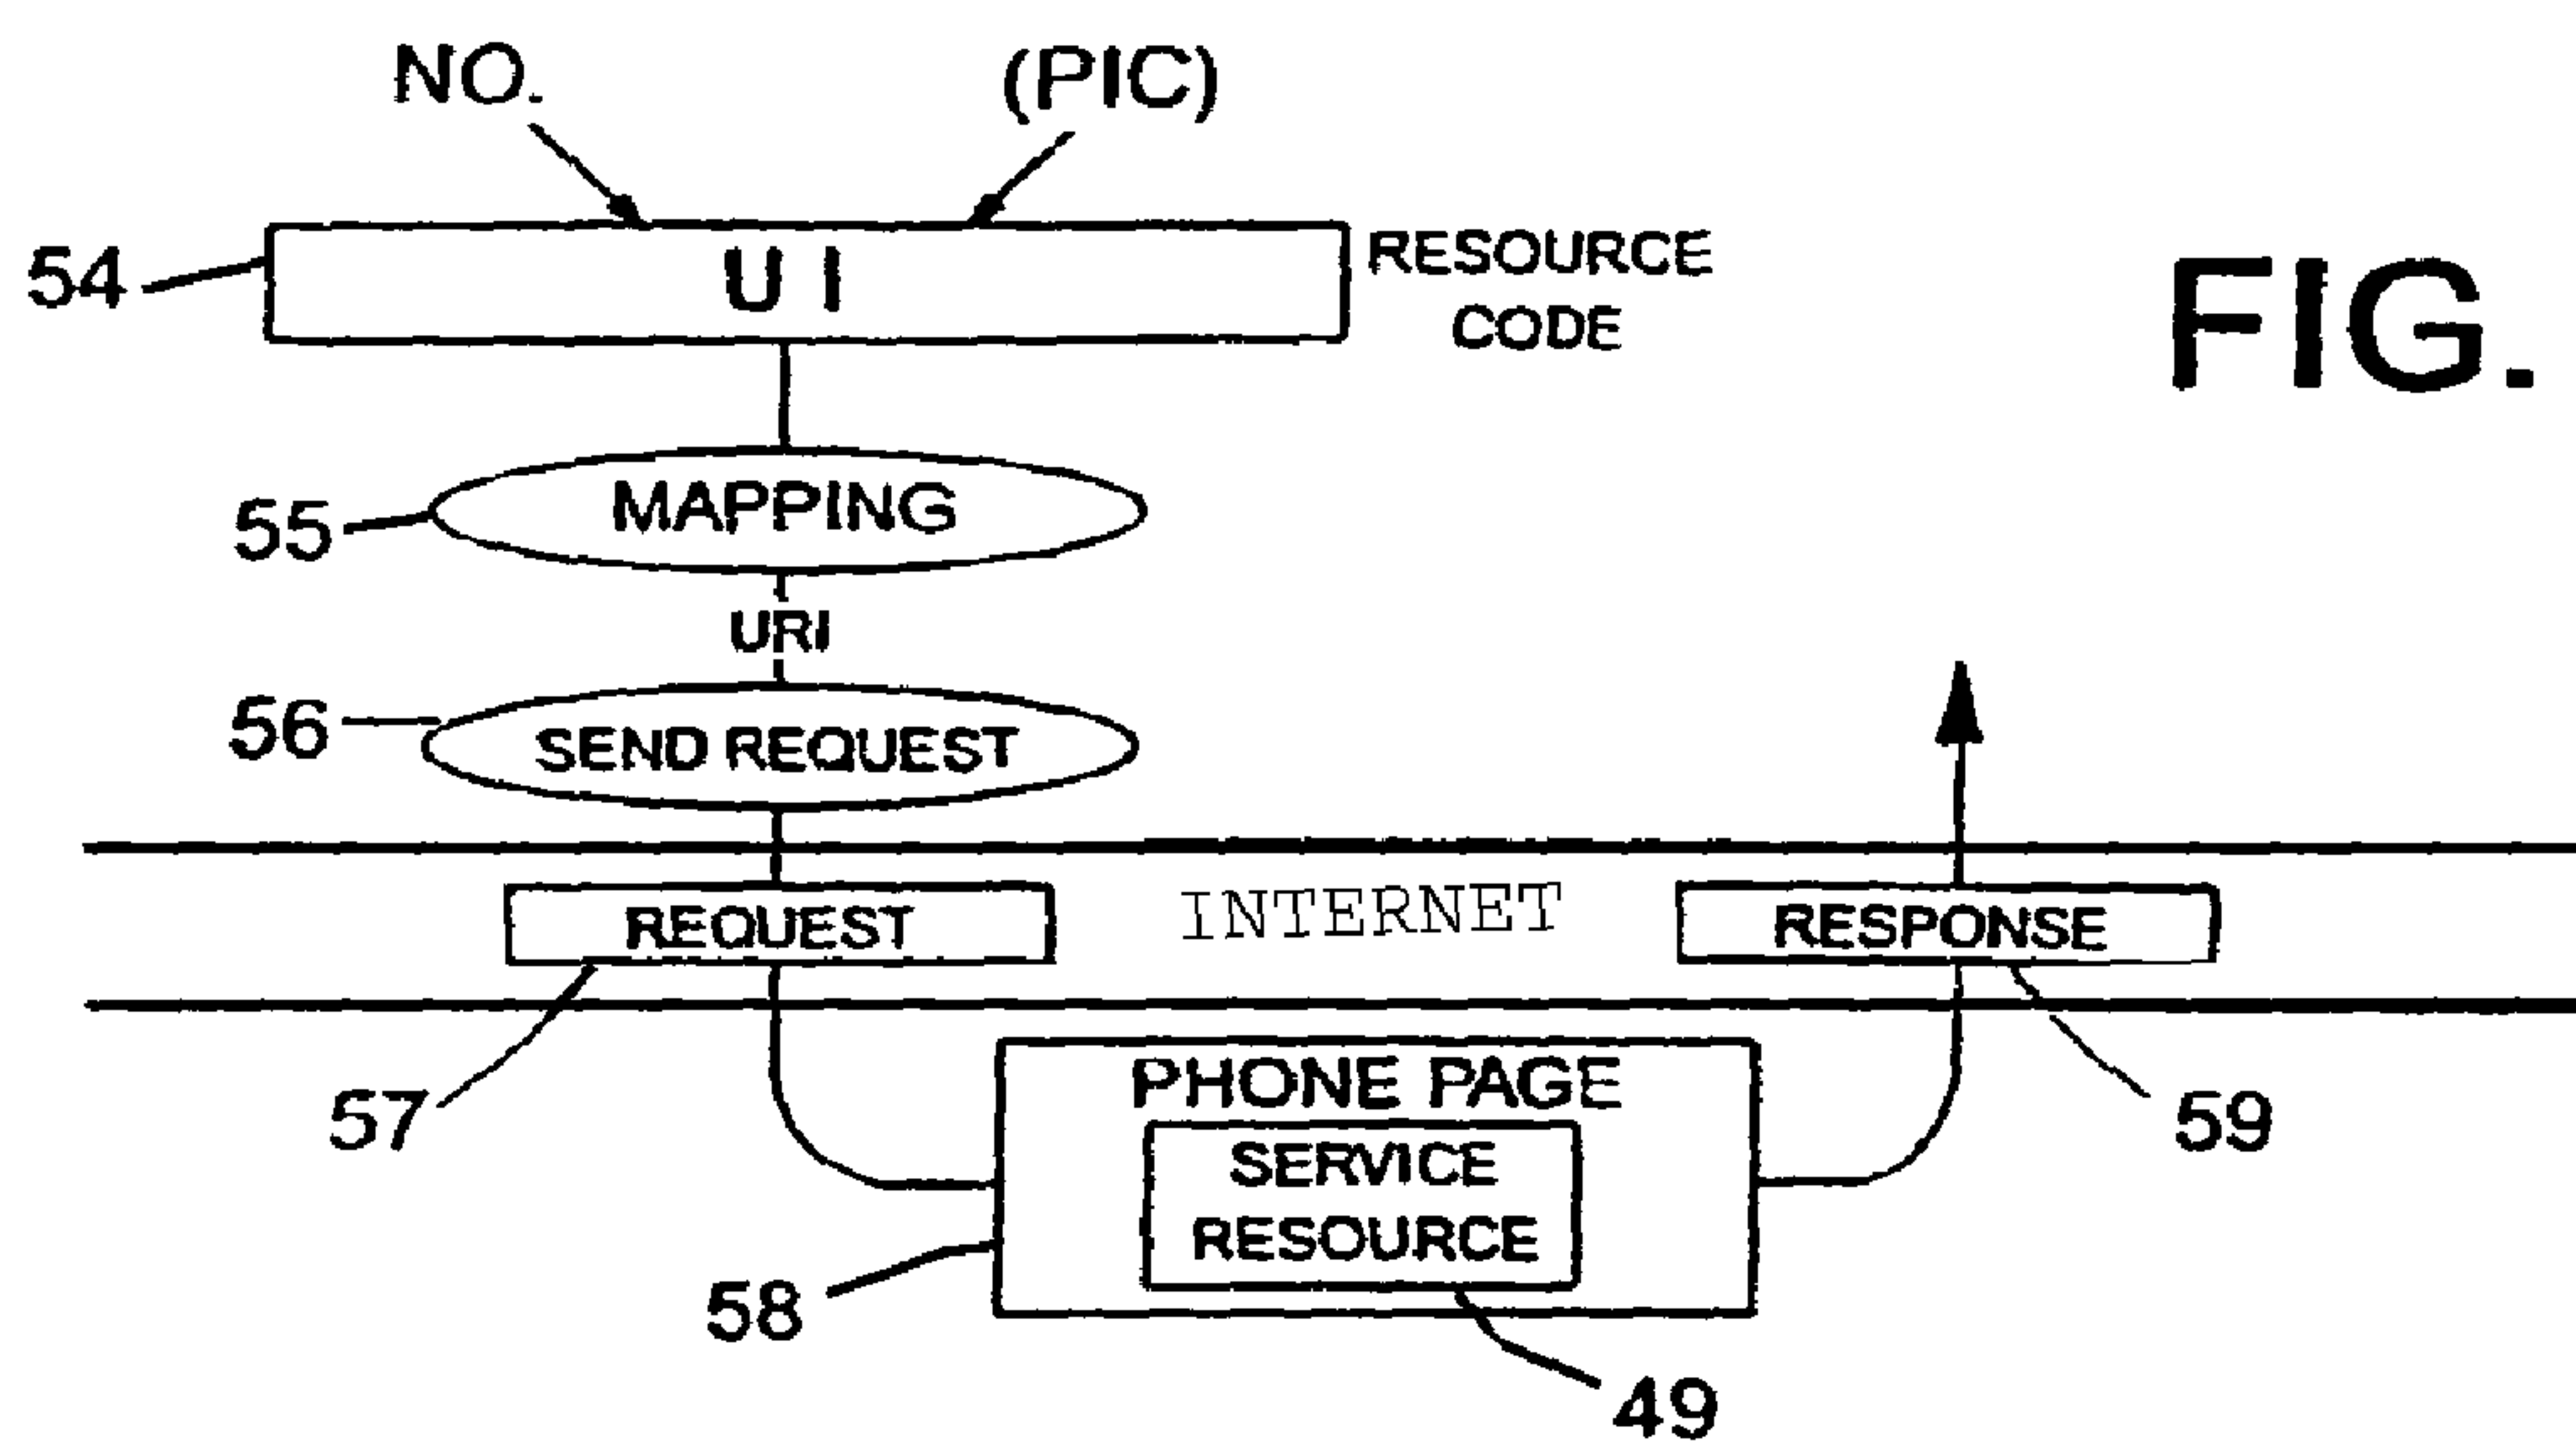 NO.
(PIC)
54
U I
RESOURCE
CODE
FIG.
55
MAPPING
URI
56
SEND REQUEST
REQUEST
INTERNET
RESPONSE
57
PHONE PAGE
59
SERVICE
RESOURCE
58
49